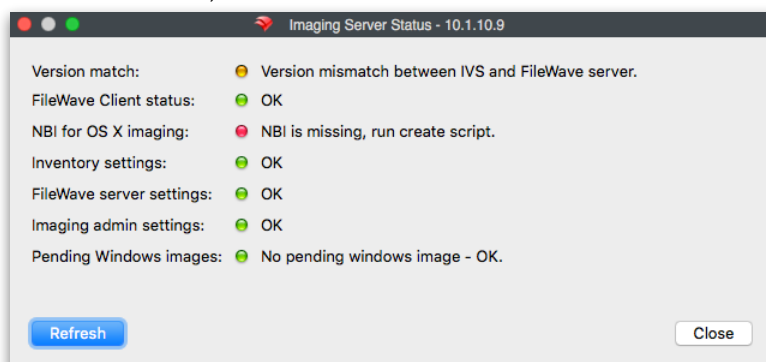 Imaging Server Status - 10.1.10.9
Version match: Version mismatch between IVS and FileWave server.
FileWave Client status: OK
NBI for OS X imaging: NBI is missing, run create script.
Inventory settings: OK
FileWave server settings: OK
Imaging admin settings: OK
Pending Windows images: No pending windows image - OK.
Refresh Close